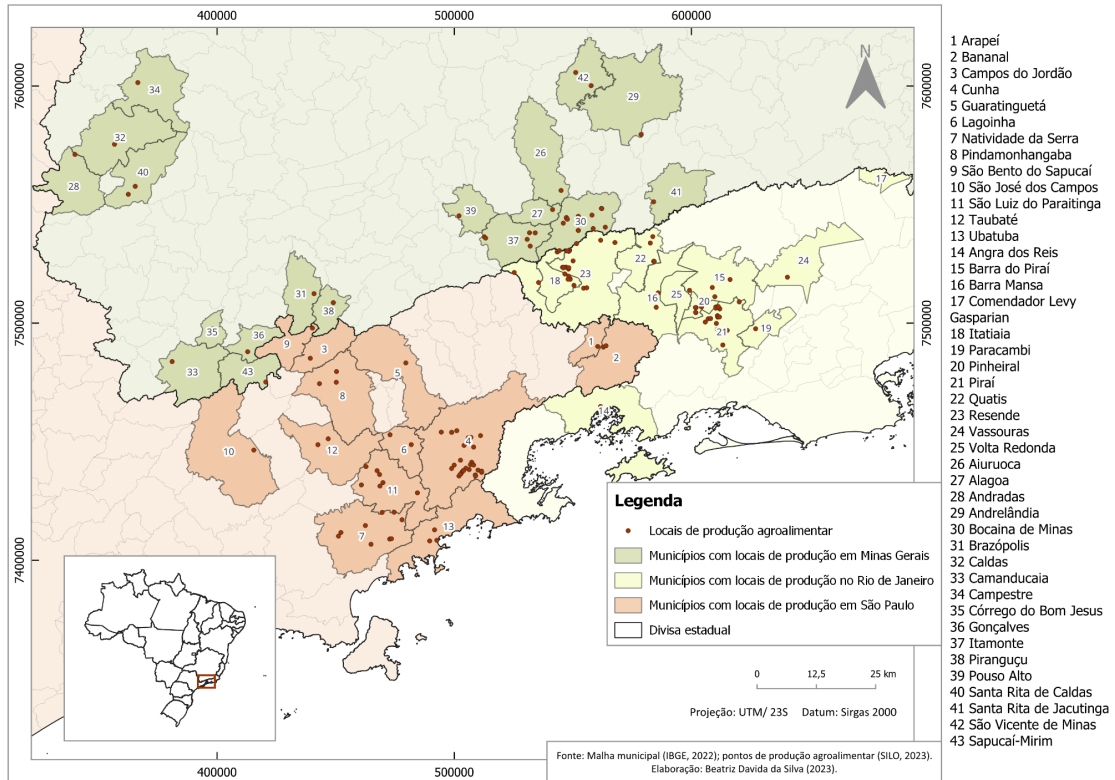 400000
500000
600000
7600000
7600000
7500000
7500000
7400000
400000
500000
600000
N
34
32
40
28
42
29
26
41
39
27
30
37
17
24
22
18
23
15
16
25
20
21
19
31
38
35
36
9
3
33
43
5
1
2
8
14
10
12
6
4
11
7
13
Legenda
Locais de produção agroalimentar
Municípios com locais de produção em Minas Gerais
Municípios com locais de produção no Rio de Janeiro
Municípios com locais de produção em São Paulo
Divisa estadual
0 12,5 25 km
Projeção: UTM/ 23S Datum: Sirgas 2000
Fonte: Malha municipal (IBGE, 2022); pontos de produção agroalimentar (SILO, 2023).
Elaboração: Beatriz Davida da Silva (2023).
1 Arapeí
2 Bananal
3 Campos do Jordão
4 Cunha
5 Guaratinguetá
6 Lagoinha
7 Natividade da Serra
8 Pindamonhangaba
9 São Bento do Sapucaí
10 São José dos Campos
11 São Luiz do Paraitinga
12 Taubaté
13 Ubatuba
14 Angra dos Reis
15 Barra do Piraí
16 Barra Mansa
17 Comendador Levy
Gasparian
18 Itatiaia
19 Paracambi
20 Pinheiral
21 Piraí
22 Quatis
23 Resende
24 Vassouras
25 Volta Redonda
26 Aiuruoca
27 Alagoa
28 Andradas
29 Andrelândia
30 Bocaina de Minas
31 Brazópolis
32 Caldas
33 Camanducaia
34 Campestre
35 Córrego do Bom Jesus
36 Gonçalves
37 Itamonte
38 Piranguçu
39 Pouso Alto
40 Santa Rita de Caldas
41 Santa Rita de Jacutinga
42 São Vicente de Minas
43 Sapucaí-Mirim